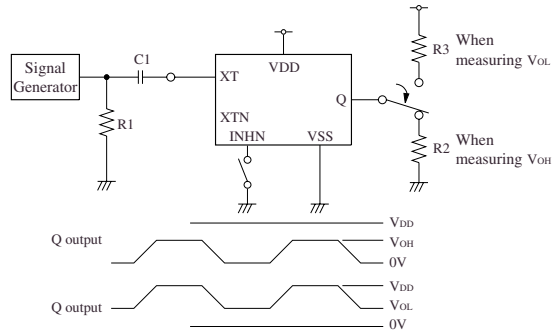 Signal
Generator
C1
R1
XT
VDD
Q
XTN
INHN
VSS
R3
When
measuring VOL
R2
When
measuring VOH
VDD
Q output
VOH
0V
VDD
Q output
VOL
0V